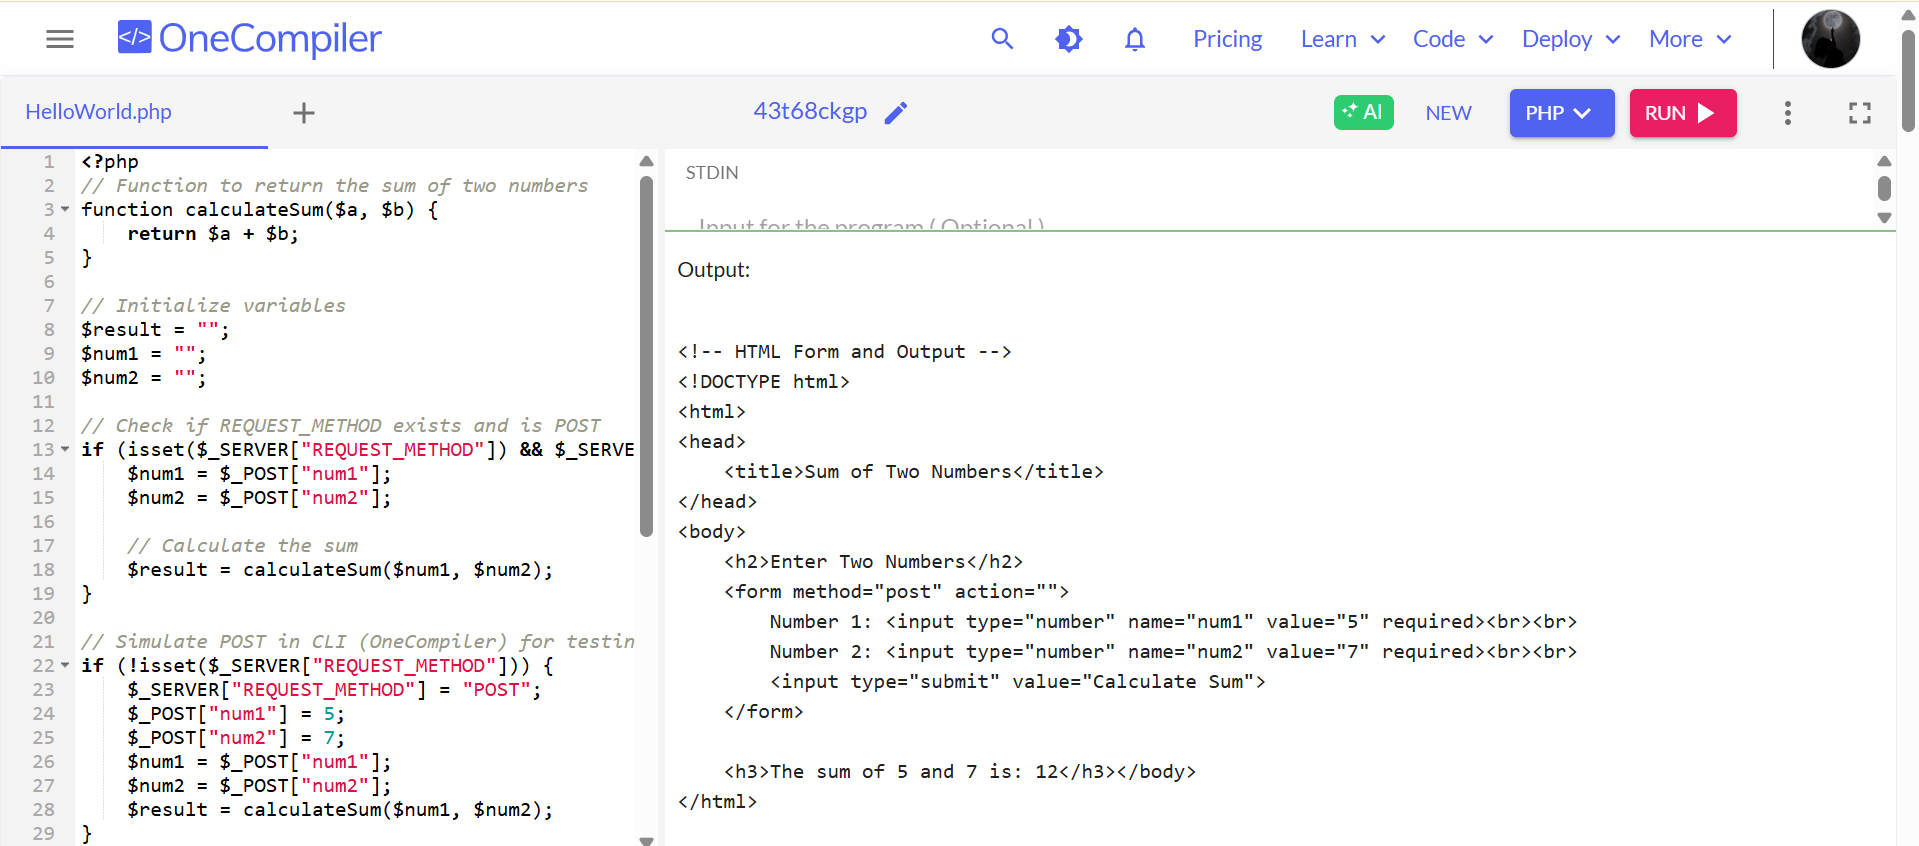 </> OneCompiler Pricing Learn Code Deploy More
HelloWorld.php 43t68ckgp AI NEW PHP RUN
1 <?php
2 // Function to return the sum of two numbers
3 function calculateSum($a, $b) {
4     return $a + $b;
5 }
6
7 // Initialize variables
8 $result = "";
9 $num1 = "";
10 $num2 = "";
11
12 // Check if REQUEST_METHOD exists and is POST
13 if (isset($_SERVER["REQUEST_METHOD"]) && $_SERVE
14     $num1 = $_POST["num1"];
15     $num2 = $_POST["num2"];
16
17     // Calculate the sum
18     $result = calculateSum($num1, $num2);
19 }
20
21 // Simulate POST in CLI (OneCompiler) for testin
22 if (!isset($_SERVER["REQUEST_METHOD"])) {
23     $_SERVER["REQUEST_METHOD"] = "POST";
24     $_POST["num1"] = 5;
25     $_POST["num2"] = 7;
26     $num1 = $_POST["num1"];
27     $num2 = $_POST["num2"];
28     $result = calculateSum($num1, $num2);
29 }
STDIN
Input for the program ( Optional )
Output:
<!-- HTML Form and Output -->
<!DOCTYPE html>
<html>
<head>
    <title>Sum of Two Numbers</title>
</head>
<body>
    <h2>Enter Two Numbers</h2>
    <form method="post" action="">
        Number 1: <input type="number" name="num1" value="5" required><br><br>
        Number 2: <input type="number" name="num2" value="7" required><br><br>
        <input type="submit" value="Calculate Sum">
    </form>

    <h3>The sum of 5 and 7 is: 12</h3></body>
</html>